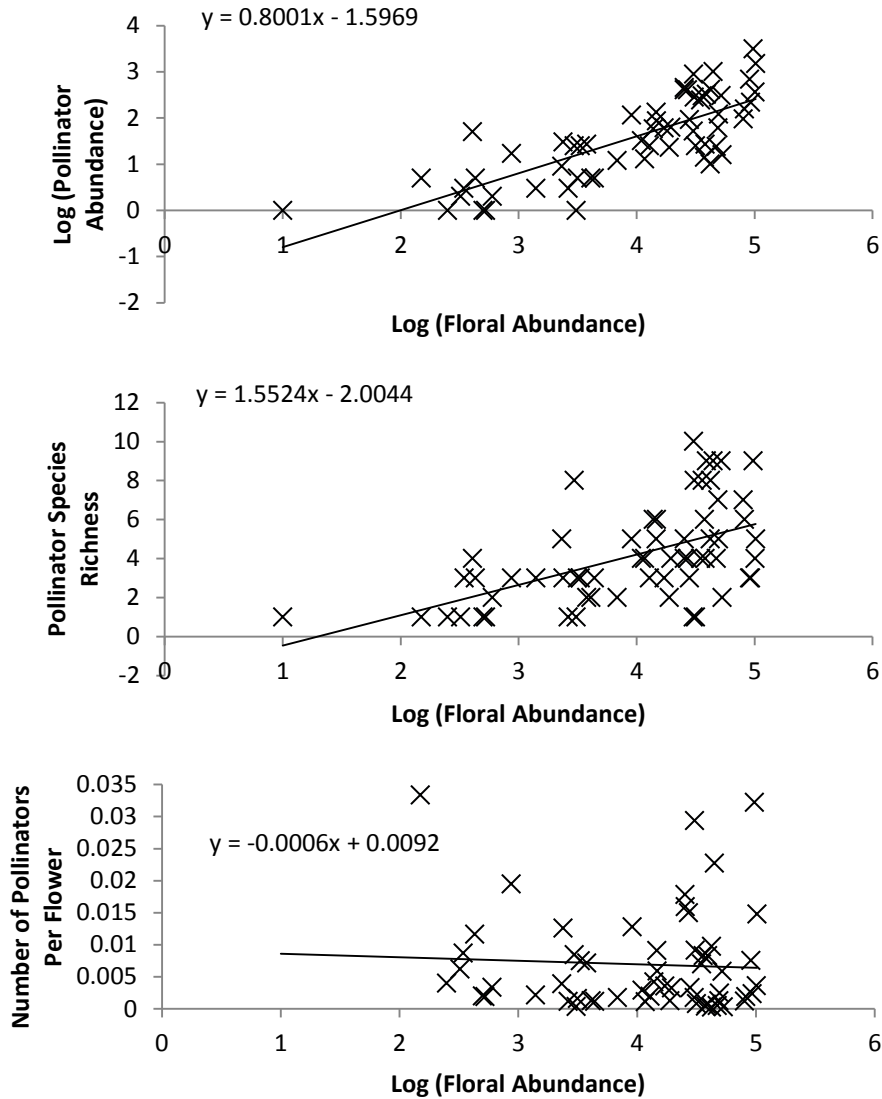 y = 0.8001x - 1.5969
Log (Pollinator
Abundance)
4
3
2
1
0
-1
-2
0 1 2 3 4 5 6
Log (Floral Abundance)
y = 1.5524x - 2.0044
Pollinator Species
Richness
12
10
8
6
4
2
0
-2
0 1 2 3 4 5 6
Log (Floral Abundance)
Number of Pollinators
Per Flower
0.035
0.03
0.025
0.02
0.015
0.01
0.005
0
y = -0.0006x + 0.0092
0 1 2 3 4 5 6
Log (Floral Abundance)